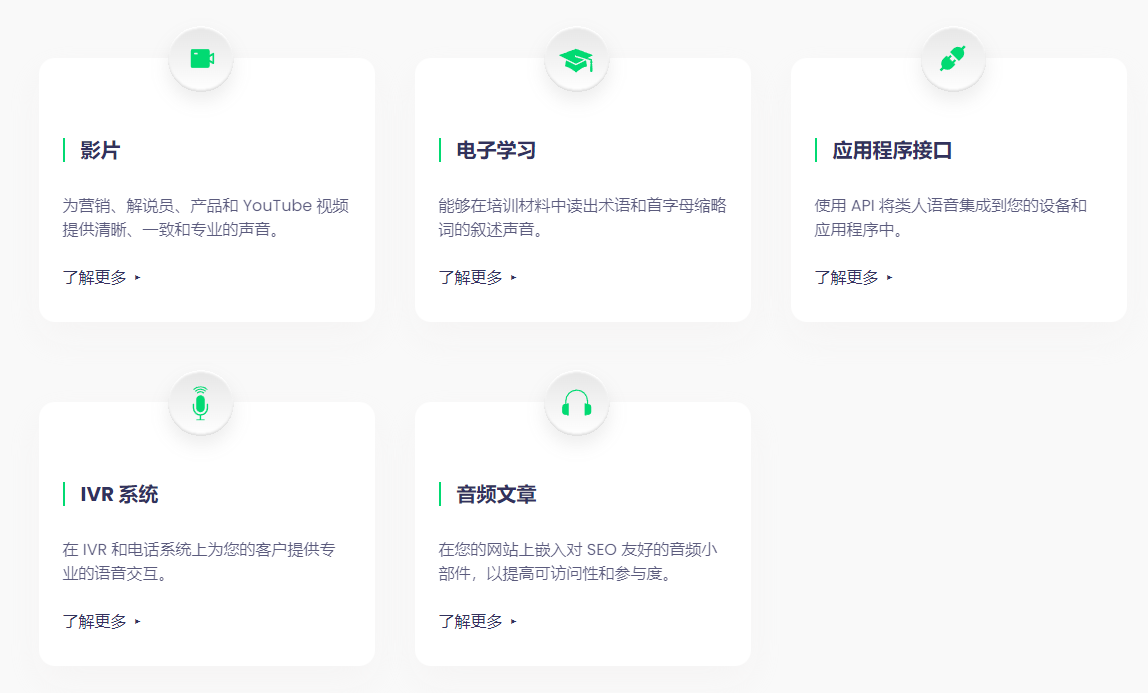 影片
为营销、解说员、产品和 YouTube 视频
提供清晰、一致和专业的声音。
了解更多 ▸
电子学习
能够在培训材料中读出术语和首字母缩略
词的叙述声音。
了解更多 ▸
应用程序接口
使用 API 将类人语音集成到您的设备和
应用程序中。
了解更多 ▸
IVR 系统
在 IVR 和电话系统上为您的客户提供专
业的语音交互。
了解更多 ▸
音频文章
在您的网站上嵌入对 SEO 友好的音频小
部件，以提高可访问性和参与度。
了解更多 ▸